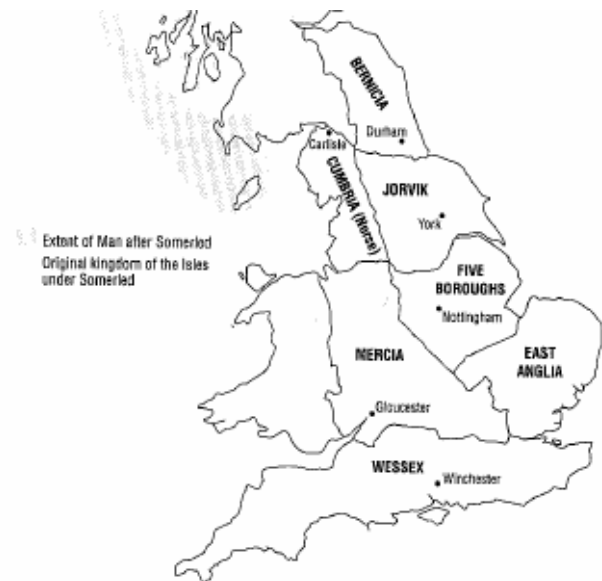 BERNICIA
Durham
Carlisle
CUMBRIA (Norse)
JORVIK
York
Extent of Man after Somerled
Original kingdom of the Isles
under Somerled
FIVE
BOROUGHS
Nottingham
MERCIA
EAST
ANGLIA
Gloucester
WESSEX
Winchester